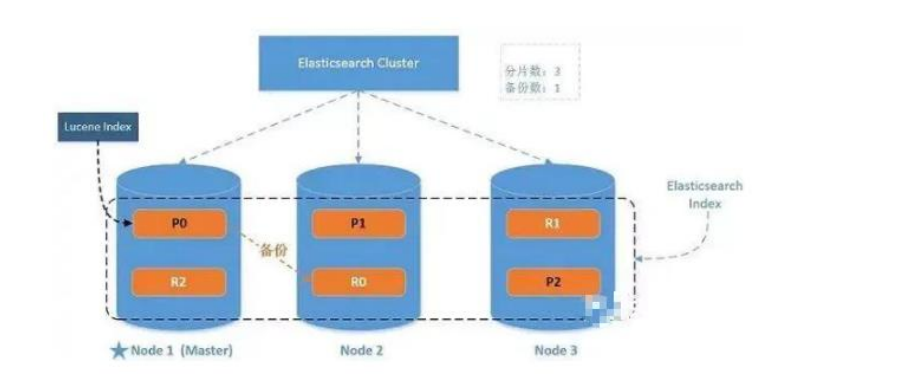 Elasticsearch Cluster
分片数：3
备份数：1
Lucene Index
Elasticsearch
Index
P0
P1
R1
备份
R2
R0
P2
Node 1 (Master)
Node 2
Node 3